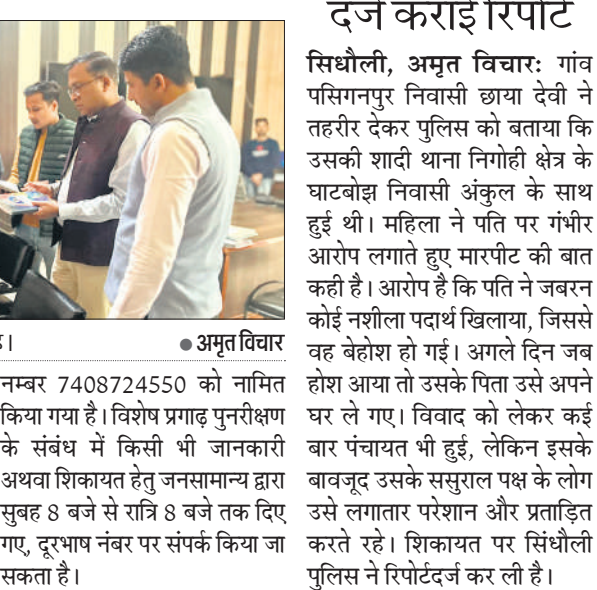 है।
● अमृत विचार
नम्बर 7408724550 को नामित
किया गया है। विशेष प्रगाढ़ पुनरीक्षण
के संबंध में किसी भी जानकारी
अथवा शिकायत हेतु जनसामान्य द्वारा
सुबह 8 बजे से रात्रि 8 बजे तक दिए
गए, दूरभाष नंबर पर संपर्क किया जा
सकता है।
दर्ज कराई रिपोर्ट
सिधौली, अमृत विचारः गांव
पसिगनपुर निवासी छाया देवी ने
तहरीर देकर पुलिस को बताया कि
उसकी शादी थाना निगोही क्षेत्र के
घाटबोझ निवासी अंकुल के साथ
हुई थी। महिला ने पति पर गंभीर
आरोप लगाते हुए मारपीट की बात
कही है। आरोप है कि पति ने जबरन
कोई नशीला पदार्थ खिलाया, जिससे
वह बेहोश हो गई। अगले दिन जब
होश आया तो उसके पिता उसे अपने
घर ले गए। विवाद को लेकर कई
बार पंचायत भी हुई, लेकिन इसके
बावजूद उसके ससुराल पक्ष के लोग
उसे लगातार परेशान और प्रताड़ित
करते रहे। शिकायत पर सिंधौली
पुलिस ने रिपोर्टदर्ज कर ली है।